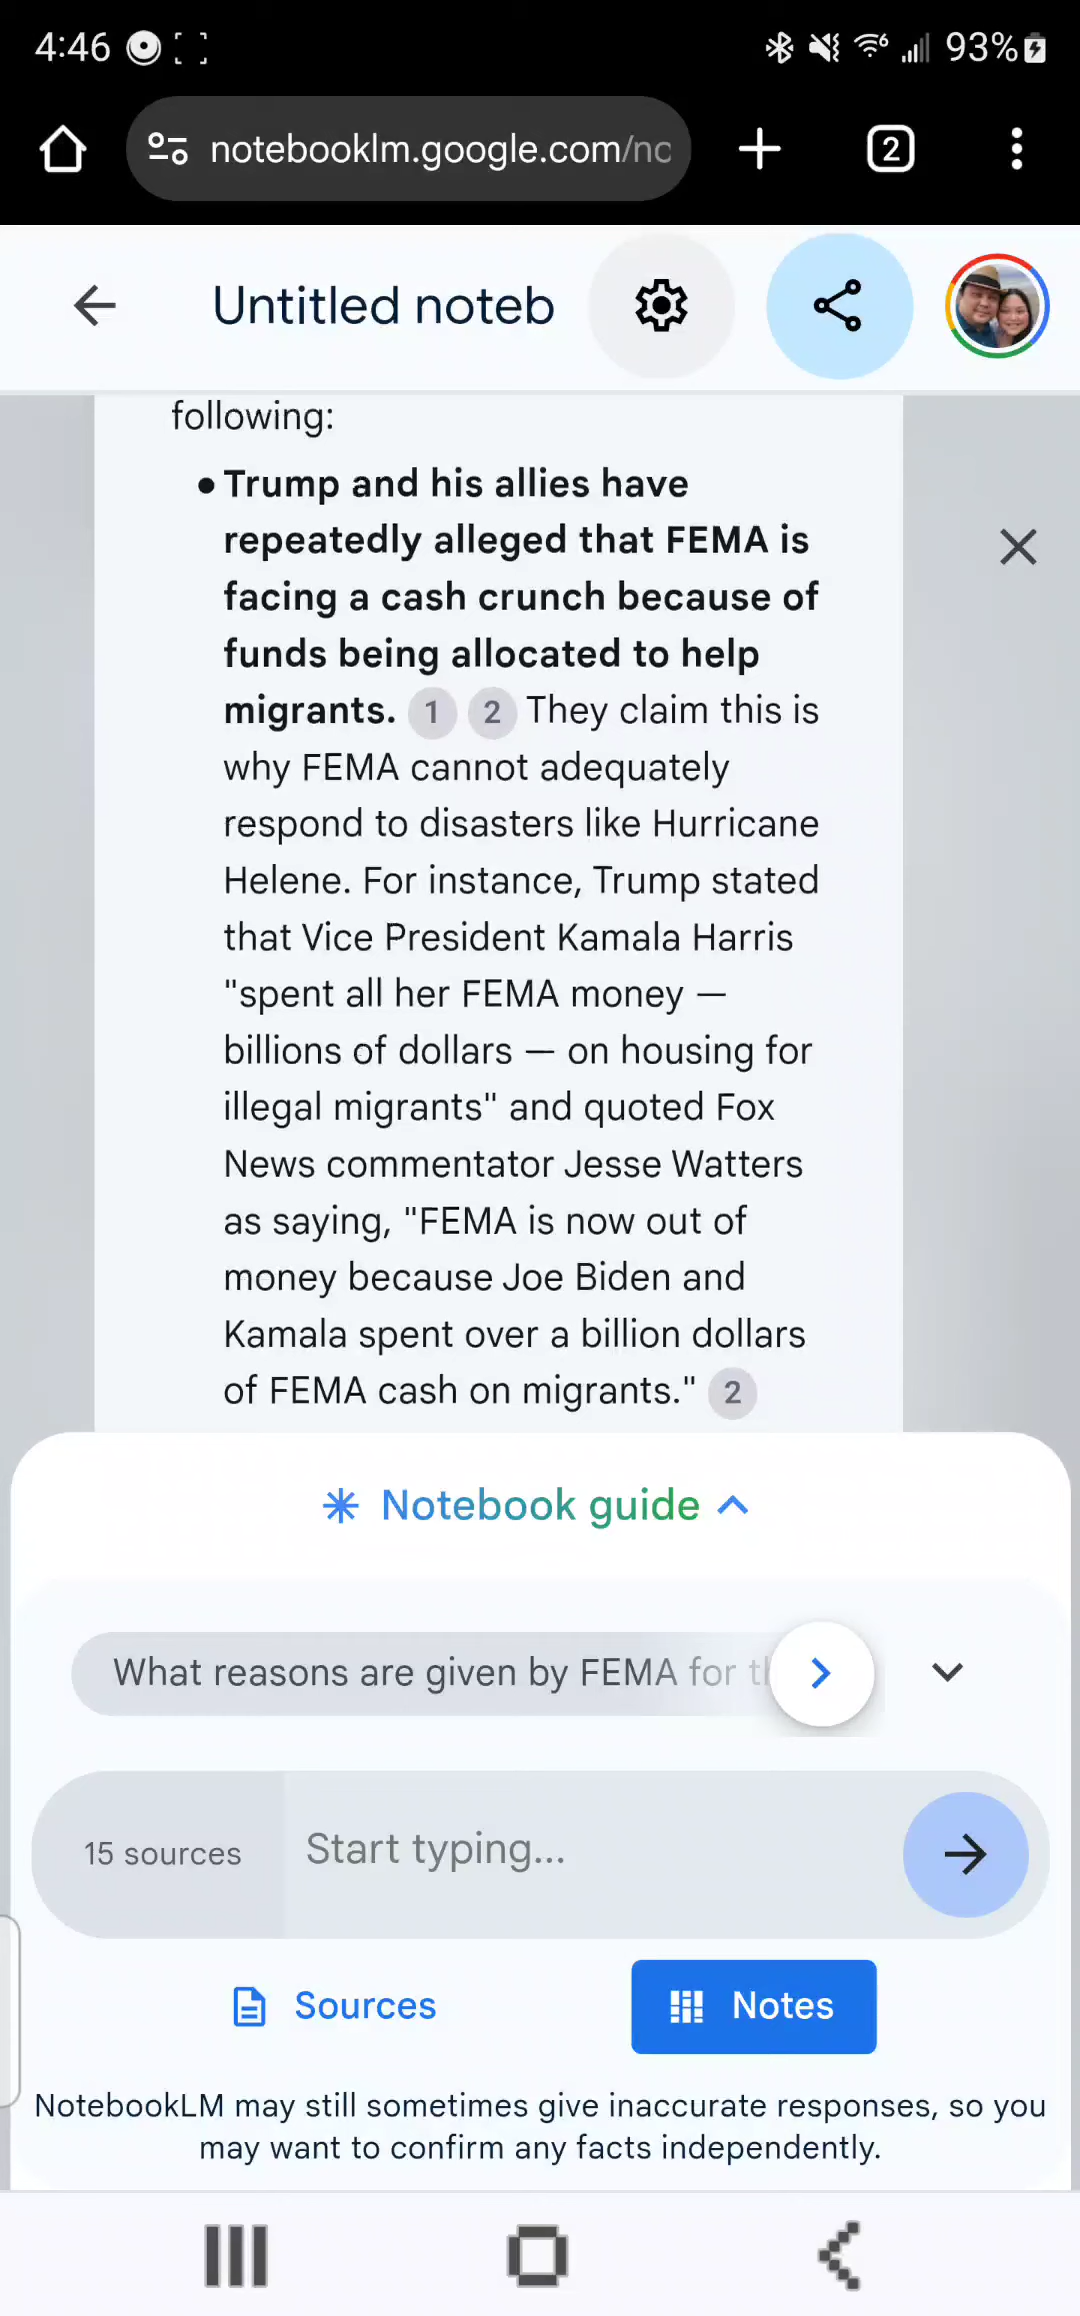 4:46
93%
notebooklm.google.com/no
2
Untitled noteb
following:
• Trump and his allies have
repeatedly alleged that FEMA is
facing a cash crunch because of
funds being allocated to help
migrants. 1 2 They claim this is
why FEMA cannot adequately
respond to disasters like Hurricane
Helene. For instance, Trump stated
that Vice President Kamala Harris
"spent all her FEMA money —
billions of dollars — on housing for
illegal migrants" and quoted Fox
News commentator Jesse Watters
as saying, "FEMA is now out of
money because Joe Biden and
Kamala spent over a billion dollars
of FEMA cash on migrants." 2
Notebook guide
What reasons are given by FEMA for th
15 sources
Start typing...
Sources
Notes
NotebookLM may still sometimes give inaccurate responses, so you
may want to confirm any facts independently.